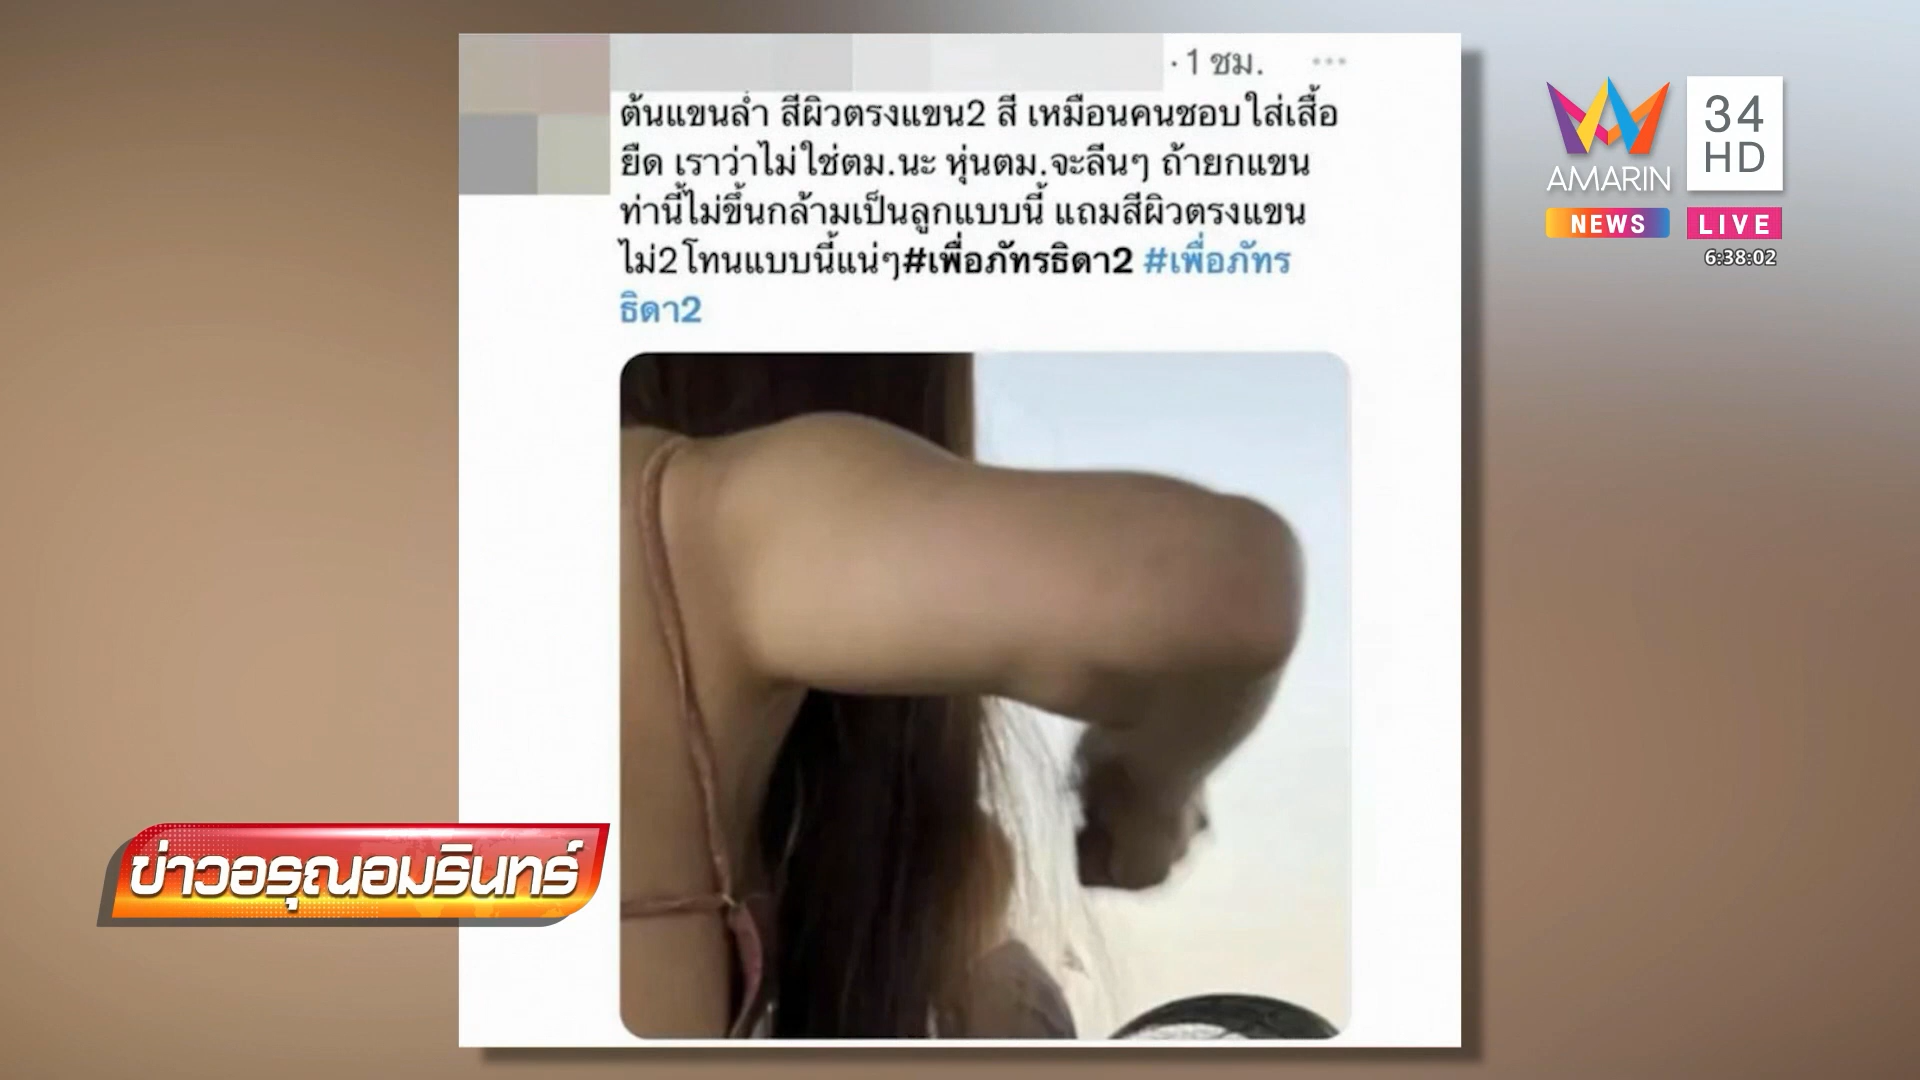 · 1 ชม.
ต้นแขนล่ำ สีผิวตรงแขน2 สี เหมือนคนชอบใส่เสื้อ
ยืด เราว่าไม่ใช่ตม.นะ หุ่นตม.จะลีนๆ ถ้ายกแขน
ท่านี้ไม่ขึ้นกล้ามเป็นลูกแบบนี้ แถมสีผิวตรงแขน
ไม่2โทนแบบนี้แน่ๆ#เพื่อภัทรธิดา2 #เพื่อภัทร
ธิดา2
AMARIN
34
HD
NEWS
LIVE
6:38:02
ข่าวอรุณอมรินทร์